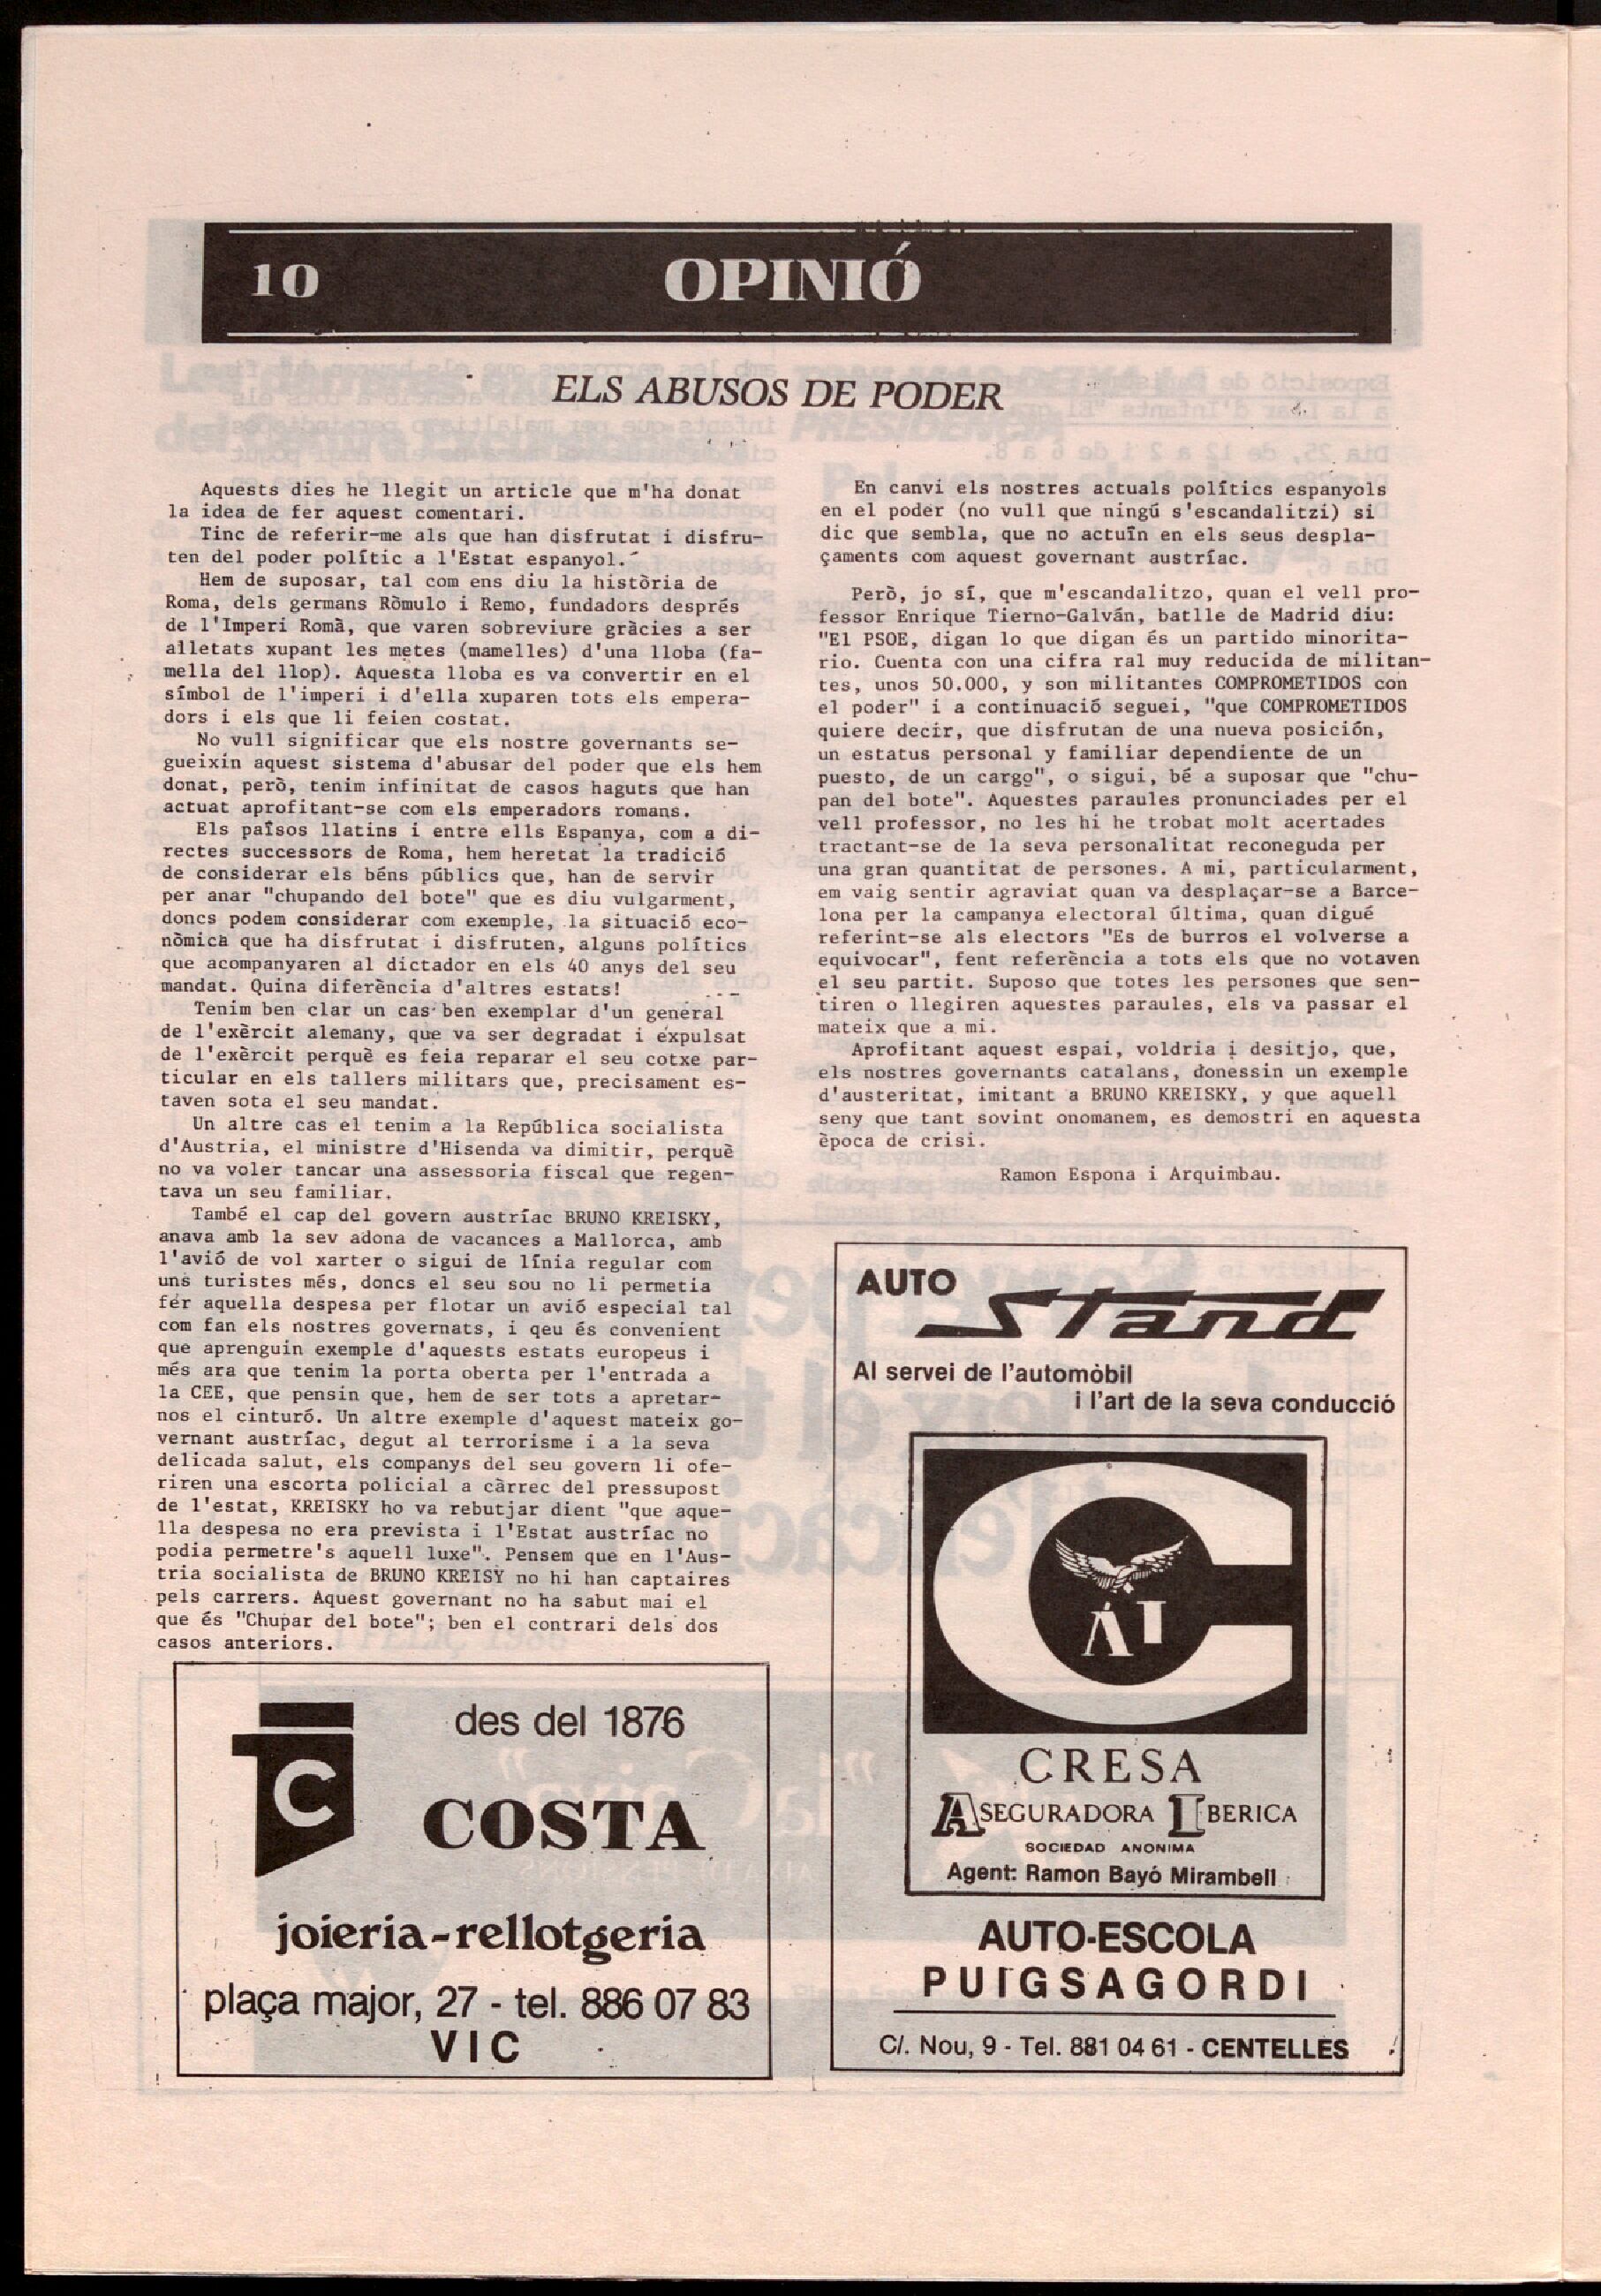 10
OPINIÓ
ELS ABUSOS DE PODER
Aquests dies he llegit un article que m'ha donat
la idea de fer aquest comentari.
Tinc de referir-me als que han disfrutat i disfru-
ten del poder polític a l'Estat espanyol.
Hem de suposar, tal com ens diu la història de
Roma, dels germans Ròmulo i Remo, fundadors després
de l'Imperi Romà, que varen sobreviure gràcies a ser
alletats xupant les metes (mamelles) d'una lloba (fa-
mella del llop). Aquesta lloba es va convertir en el
símbol de l'imperi i d'ella xuparen tots els empera-
dors i els que li feien costat.
No vull significar que els nostre governants se-
gueixin aquest sistema d'abusar del poder que els hem
donat, però, tenim infinitat de casos haguts que han
actuat aprofitant-se com els emperadors romans.
Els països llatins i entre ells Espanya, com a di-
rectes successors de Roma, hem heretat la tradició
de considerar els béns públics que, han de servir
per anar "chupando del bote" que es diu vulgarment,
doncs podem considerar com exemple, la situació eco-
nòmica que ha disfrutat i disfruten, alguns polítics
que acompanyaren al dictador en els 40 anys del seu
mandat. Quina diferència d'altres estats!
Tenim ben clar un cas ben exemplar d'un general
de l'exèrcit alemany, que va ser degradat i expulsat
de l'exèrcit perquè es feia reparar el seu cotxe par-
ticular en els tallers militars que, precisament es-
taven sota el seu mandat.
Un altre cas el tenim a la República socialista
d'Austria, el ministre d'Hisenda va dimitir, perquè
no va voler tancar una assessoria fiscal que regen-
tava un seu familiar.
També el cap del govern austríac BRUNO KREISKY,
anava amb la sev adona de vacances a Mallorca, amb
l'avió de vol xarter o sigui de línia regular com
uns turistes més, doncs el seu sou no li permetia
fer aquella despesa per flotar un avió especial tal
com fan els nostres governats, i qeu és convenient
que aprenguin exemple d'aquests estats europeus i
més ara que tenim la porta oberta per l'entrada a
la CEE, que pensin que, hem de ser tots a apretar-
nos el cinturó. Un altre exemple d'aquest mateix go-
vernant austríac, degut al terrorisme i a la seva
delicada salut, els companys del seu govern li ofe-
riren una escorta policial a càrrec del pressupost
de l'estat, KREISKY ho va rebutjar dient "que aque-
lla despesa no era prevista i l'Estat austríac no
podia permetre's aquell luxe". Pensem que en l'Aus-
tria socialista de BRUNO KREISY no hi han captaires
pels carrers. Aquest governant no ha sabut mai el
que és "Chupar del bote"; ben el contrari dels dos
casos anteriors.
En canvi els nostres actuals polítics espanyols
en el poder (no vull que ningú s'escandalitzi) si
dic que sembla, que no actuïn en els seus despla-
çaments com aquest governant austríac.
Però, jo sí, que m'escandalitzo, quan el vell pro-
fessor Enrique Tierno-Galván, batlle de Madrid diu:
"El PSOE, digan lo que digan és un partido minorita-
rio. Cuenta con una cifra ral muy reducida de militan-
tes, unos 50.000, y son militantes COMPROMETIDOS con
el poder" i a continuació seguei, "que COMPROMETIDOS
quiere decir, que disfrutan de una nueva posición,
un estatus personal y familiar dependiente de un
puesto, de un cargo", o sigui, bé a suposar que "chu-
pan del bote". Aquestes paraules pronunciades per el
vell professor, no les hi he trobat molt acertades
tractant-se de la seva personalitat reconeguda per
una gran quantitat de persones. A mi, particularment,
em vaig sentir agraviat quan va desplaçar-se a Barce-
lona per la campanya electoral última, quan digué
referint-se als electors "Es de burros el volverse a
equivocar", fent referència a tots els que no votaven
el seu partit. Suposo que totes les persones que sen-
tiren o llegiren aquestes paraules, els va passar el
mateix que a mi.
Aprofitant aquest espai, voldria i desitjo, que,
els nostres governants catalans, donessin un exemple
d'austeritat, imitant a BRUNO KREISKY, y que aquell
seny que tant sovint onomanem, es demostri en aquesta
època de crisi.
Ramon Espona i Arquimbau.
C
des del 1876
COSTA
joieria-rellotgeria
plaça major, 27 - tel. 886 07 83
VIC
AUTO Stand
Al servei de l'automòbil
i l'art de la seva conducció
AI
CRESA
ASEGURADORA IBERICA
SOCIEDAD ANONIMA
Agent: Ramon Bayó Mirambell
AUTO-ESCOLA
PUIGSAGORDI
C/. Nou, 9 - Tel. 881 04 61 - CENTELLES